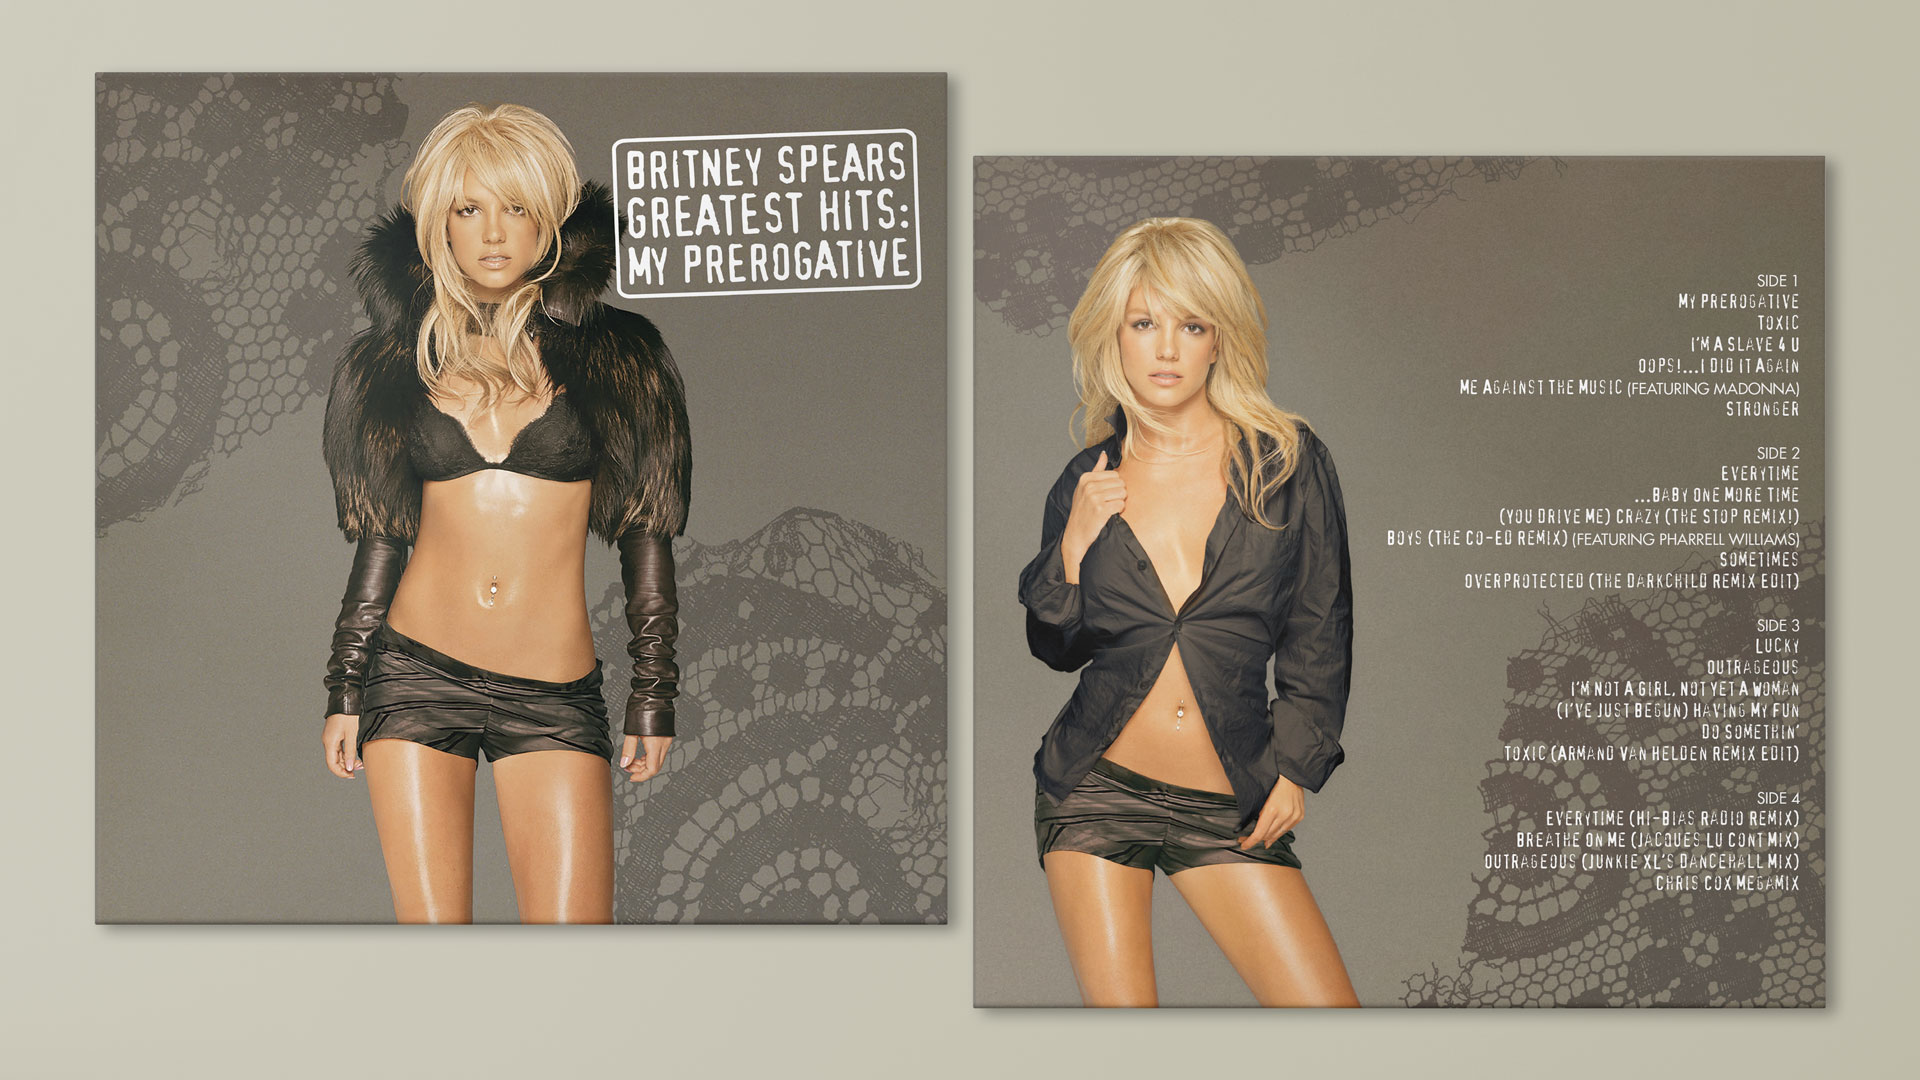 BRITNEY SPEARS
GREATEST HITS:
MY PREROGATIVE
SIDE 1
MY PREROGATIVE
TOXIC
I'M A SLAVE 4 U
OOPS!...I DID IT AGAIN
ME AGAINST THE MUSIC (FEATURING MADONNA)
STRONGER
SIDE 2
EVERYTIME
...BABY ONE MORE TIME
(YOU DRIVE ME) CRAZY (THE STOP REMIX!)
BOYS (THE CO-ED REMIX) (FEATURING PHARRELL WILLIAMS)
SOMETIMES
OVERPROTECTED (THE DARKCHILD REMIX EDIT)
SIDE 3
LUCKY
OUTRAGEOUS
I'M NOT A GIRL, NOT YET A WOMAN
(I'VE JUST BEGUN) HAVING MY FUN
DO SOMETHIN'
TOXIC (ARMAND VAN HELDEN REMIX EDIT)
SIDE 4
EVERYTIME (HI-BIAS RADIO REMIX)
BREATHE ON ME (JACQUES LU CONT MIX)
OUTRAGEOUS (JUNKIE XL'S DANCEHALL MIX)
CHRIS COX MEGAMIX